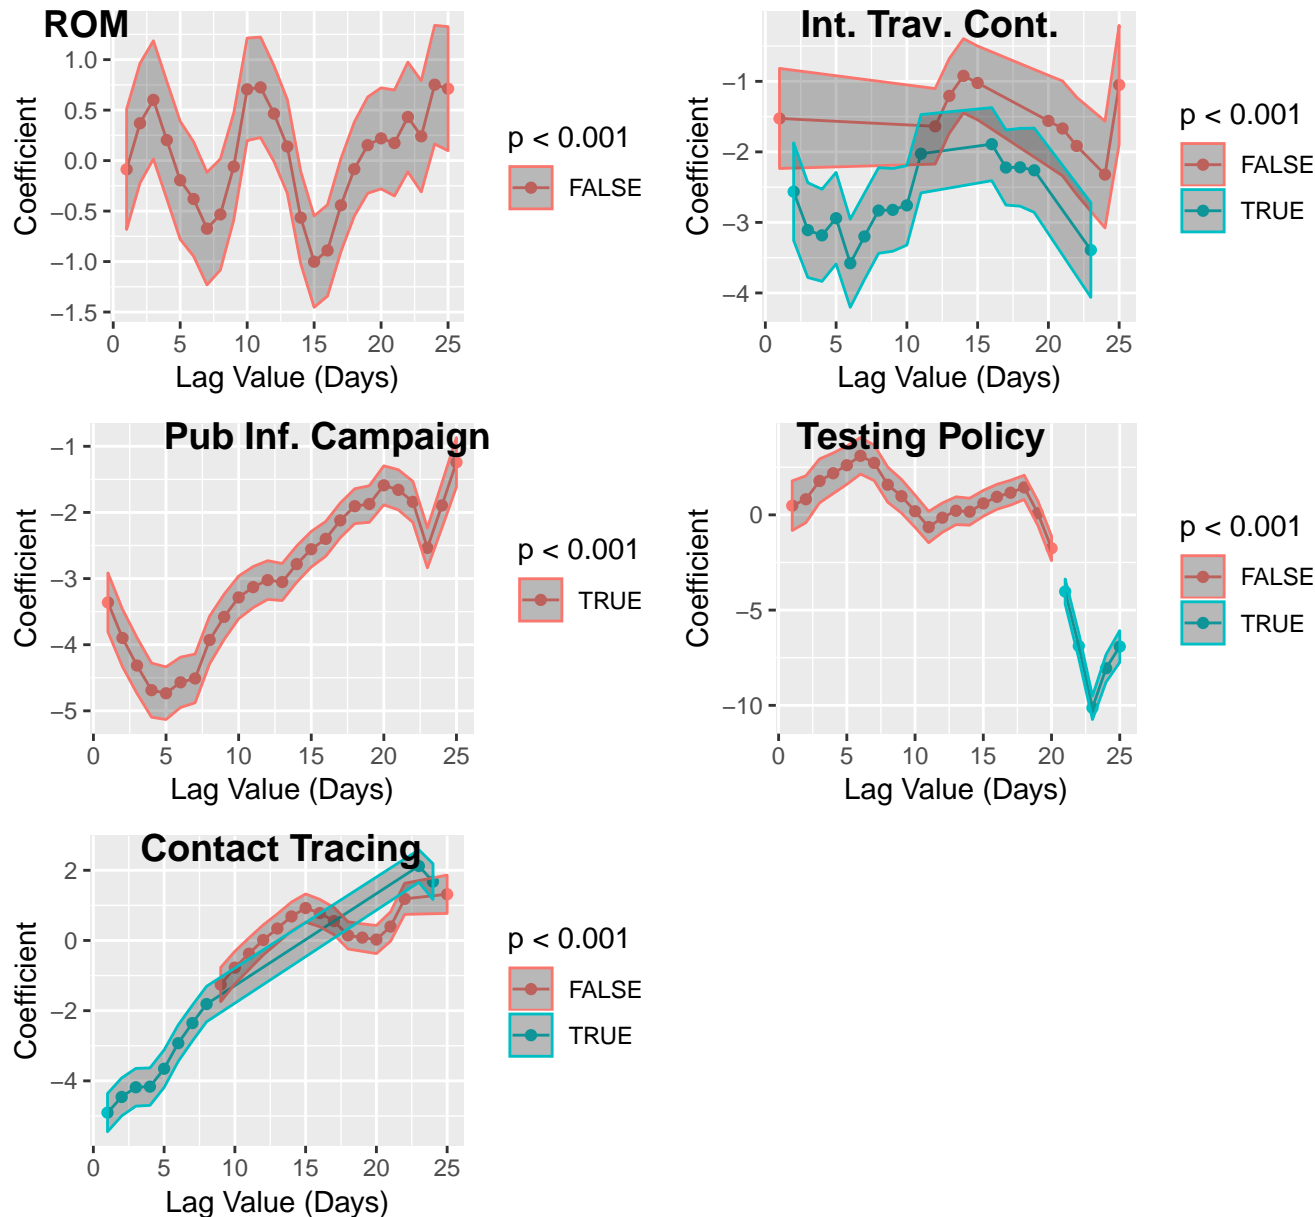 ROM
Coefficient
1.0
0.5
0.0
−0.5
−1.0
−1.5
0 5 10 15 20 25
Lag Value (Days)
p < 0.001
FALSE
Int. Trav. Cont.
Coefficient
−1
−2
−3
−4
0 5 10 15 20 25
Lag Value (Days)
p < 0.001
FALSE
TRUE
Pub Inf. Campaign
Coefficient
−1
−2
−3
−4
−5
0 5 10 15 20 25
Lag Value (Days)
p < 0.001
TRUE
Testing Policy
Coefficient
0
−5
−10
0 5 10 15 20 25
Lag Value (Days)
p < 0.001
FALSE
TRUE
Contact Tracing
Coefficient
2
0
−2
−4
0 5 10 15 20 25
Lag Value (Days)
p < 0.001
FALSE
TRUE